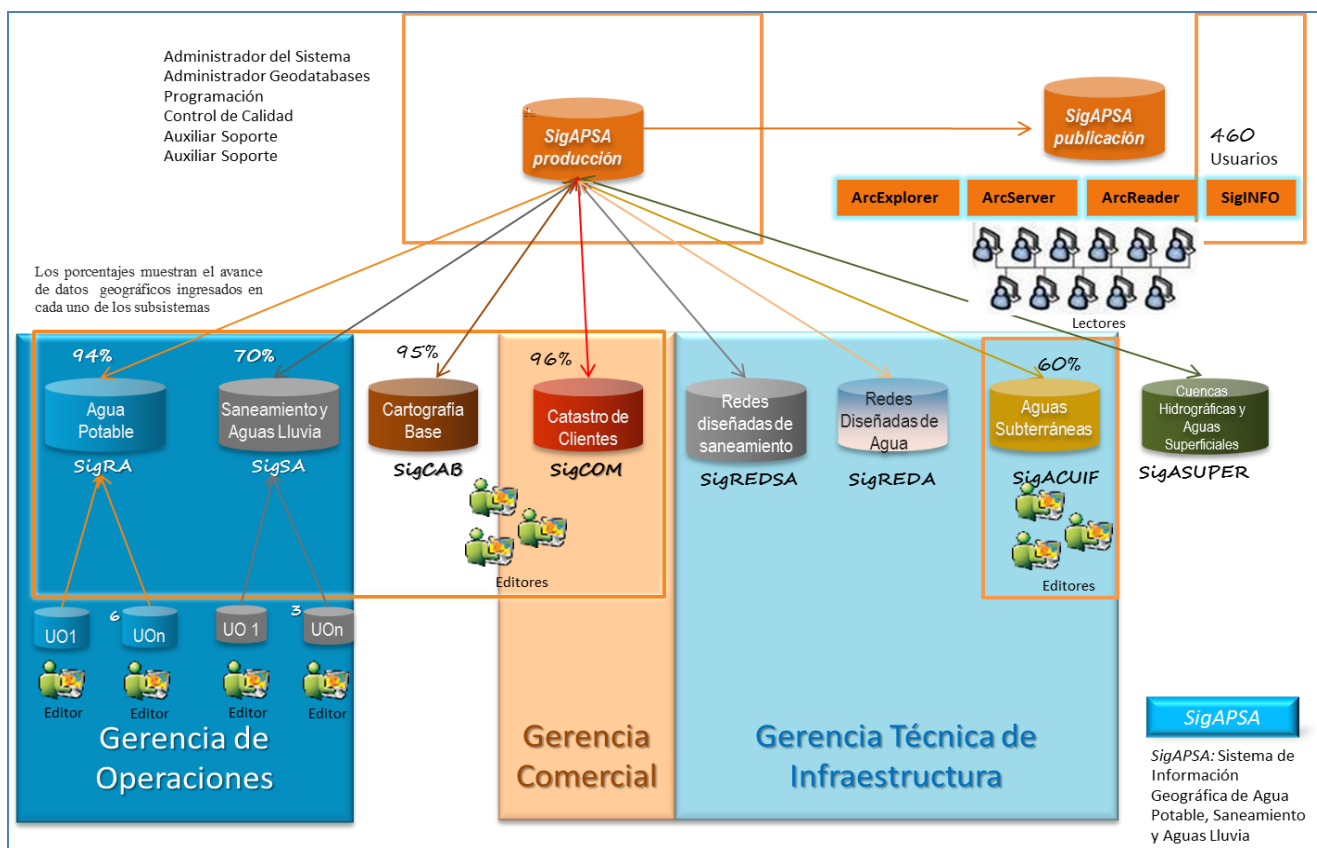 Administrador del Sistema
Administrador Geodatabases
Programación
Control de Calidad
Auxiliar Soporte
Auxiliar Soporte
SigAPSA
producción
SigAPSA
publicación
460
Usuarios
ArcExplorer
ArcServer
ArcReader
SigINFO
Lectores
Los porcentajes muestran el avance
de datos geográficos ingresados en
cada uno de los subsistemas
94%
Agua
Potable
SigRA
70%
Saneamiento y
Aguas Lluvia
SigSA
95%
Cartografía
Base
SigCAB
96%
Catastro de
Clientes
SigCOM
Editores
Redes
diseñadas de
saneamiento
SigREDSA
Redes
Diseñadas de
Agua
SigREDA
60%
Aguas
Subterráneas
SigACUIF
Editores
Cuencas
Hidrográficas y
Aguas
Superficiales
SigASUPER
UO1
6
UOn
UO 1
3
UOn
Editor
Editor
Editor
Editor
Gerencia de
Operaciones
Gerencia
Comercial
Gerencia Técnica de
Infraestructura
SigAPSA
SigAPSA: Sistema de
Información
Geográfica de Agua
Potable, Saneamiento
y Aguas Lluvia